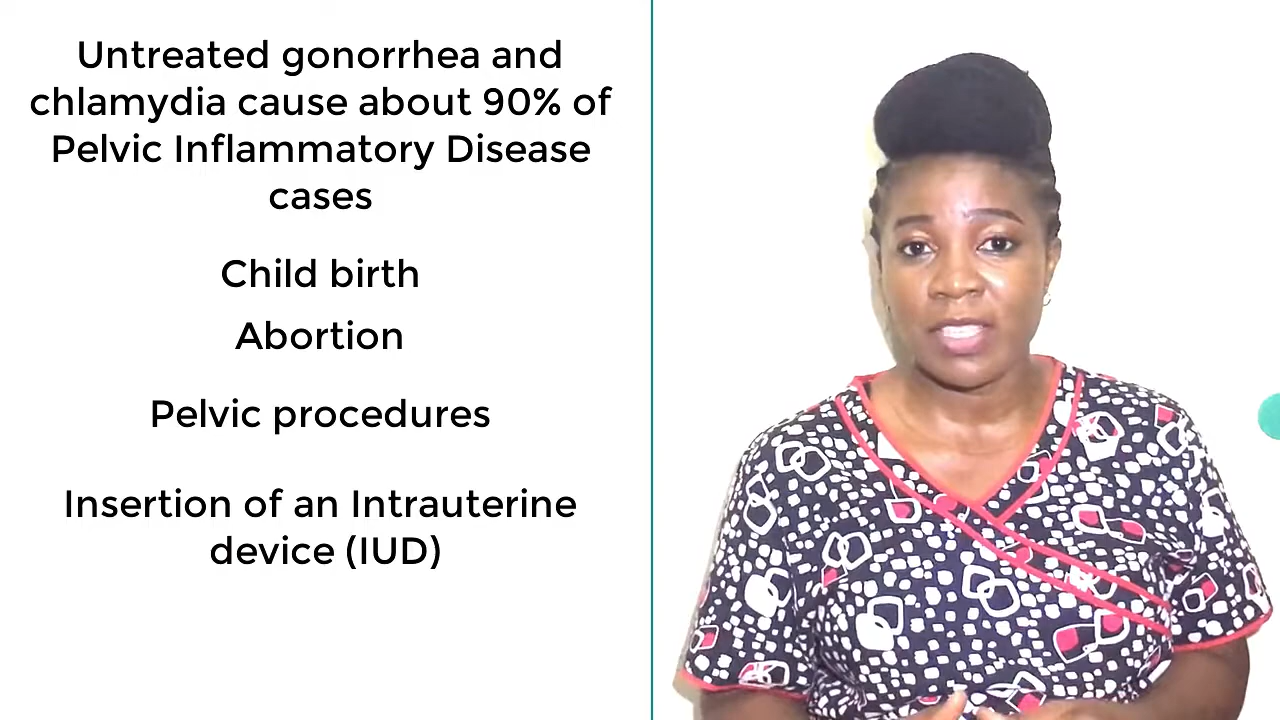 Untreated gonorrhea and
chlamydia cause about 90% of
Pelvic Inflammatory Disease
cases
Child birth
Abortion
Pelvic procedures
Insertion of an Intrauterine
device (IUD)